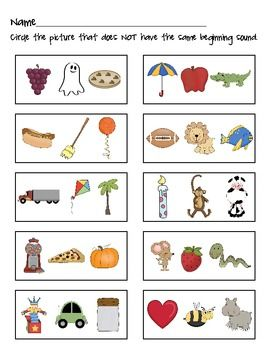 Name
Circle the picture that does NOT have the same beginning sound.